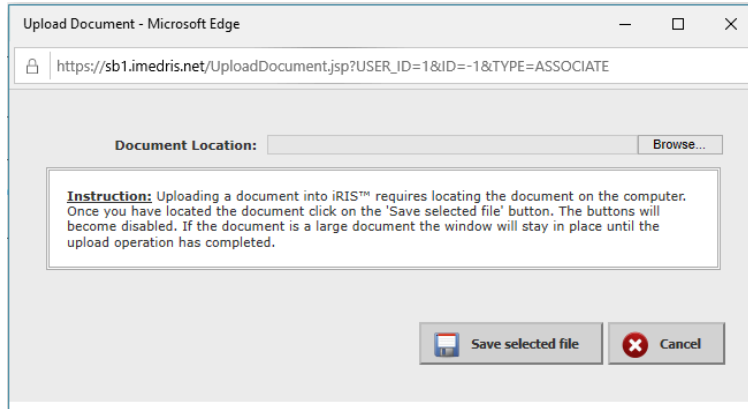 Upload Document - Microsoft Edge
https://sb1.imedris.net/UploadDocument.jsp?USER_ID=1&ID=-1&TYPE=ASSOCIATE
Document Location: Browse...
Instruction: Uploading a document into iRIS™ requires locating the document on the computer.
Once you have located the document click on the 'Save selected file' button. The buttons will
become disabled. If the document is a large document the window will stay in place until the
upload operation has completed.
Save selected file Cancel